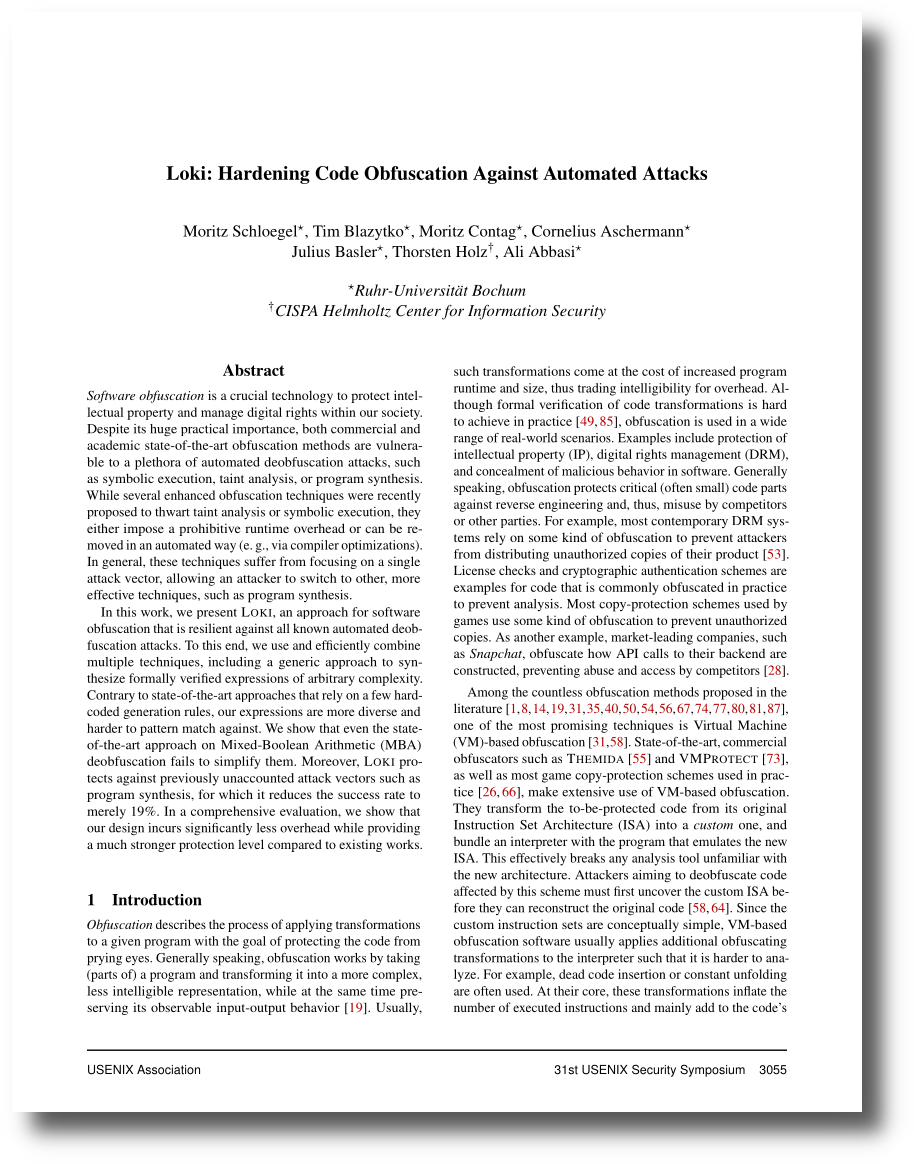 Loki: Hardening Code Obfuscation Against Automated Attacks
Moritz Schloegel⋆, Tim Blazytko⋆, Moritz Contag⋆, Cornelius Aschermann⋆
Julius Basler⋆, Thorsten Holz†, Ali Abbasi⋆
⋆Ruhr-Universität Bochum
†CISPA Helmholtz Center for Information Security
Abstract
Software obfuscation is a crucial technology to protect intel-
lectual property and manage digital rights within our society.
Despite its huge practical importance, both commercial and
academic state-of-the-art obfuscation methods are vulnera-
ble to a plethora of automated deobfuscation attacks, such
as symbolic execution, taint analysis, or program synthesis.
While several enhanced obfuscation techniques were recently
proposed to thwart taint analysis or symbolic execution, they
either impose a prohibitive runtime overhead or can be re-
moved in an automated way (e. g., via compiler optimizations).
In general, these techniques suffer from focusing on a single
attack vector, allowing an attacker to switch to other, more
effective techniques, such as program synthesis.
In this work, we present LOKI, an approach for software
obfuscation that is resilient against all known automated deob-
fuscation attacks. To this end, we use and efficiently combine
multiple techniques, including a generic approach to syn-
thesize formally verified expressions of arbitrary complexity.
Contrary to state-of-the-art approaches that rely on a few hard-
coded generation rules, our expressions are more diverse and
harder to pattern match against. We show that even the state-
of-the-art approach on Mixed-Boolean Arithmetic (MBA)
deobfuscation fails to simplify them. Moreover, LOKI pro-
tects against previously unaccounted attack vectors such as
program synthesis, for which it reduces the success rate to
merely 19%. In a comprehensive evaluation, we show that
our design incurs significantly less overhead while providing
a much stronger protection level compared to existing works.
1 Introduction
Obfuscation describes the process of applying transformations
to a given program with the goal of protecting the code from
prying eyes. Generally speaking, obfuscation works by taking
(parts of) a program and transforming it into a more complex,
less intelligible representation, while at the same time pre-
serving its observable input-output behavior [19]. Usually,
such transformations come at the cost of increased program
runtime and size, thus trading intelligibility for overhead. Al-
though formal verification of code transformations is hard
to achieve in practice [49,85], obfuscation is used in a wide
range of real-world scenarios. Examples include protection of
intellectual property (IP), digital rights management (DRM),
and concealment of malicious behavior in software. Generally
speaking, obfuscation protects critical (often small) code parts
against reverse engineering and, thus, misuse by competitors
or other parties. For example, most contemporary DRM sys-
tems rely on some kind of obfuscation to prevent attackers
from distributing unauthorized copies of their product [53].
License checks and cryptographic authentication schemes are
examples for code that is commonly obfuscated in practice
to prevent analysis. Most copy-protection schemes used by
games use some kind of obfuscation to prevent unauthorized
copies. As another example, market-leading companies, such
as Snapchat, obfuscate how API calls to their backend are
constructed, preventing abuse and access by competitors [28].
Among the countless obfuscation methods proposed in the
literature [1,8,14,19,31,35,40,50,54,56,67,74,77,80,81,87],
one of the most promising techniques is Virtual Machine
(VM)-based obfuscation [31,58]. State-of-the-art, commercial
obfuscators such as THEMIDA [55] and VMPROTECT [73],
as well as most game copy-protection schemes used in prac-
tice [26,66], make extensive use of VM-based obfuscation.
They transform the to-be-protected code from its original
Instruction Set Architecture (ISA) into a custom one, and
bundle an interpreter with the program that emulates the new
ISA. This effectively breaks any analysis tool unfamiliar with
the new architecture. Attackers aiming to deobfuscate code
affected by this scheme must first uncover the custom ISA be-
fore they can reconstruct the original code [58,64]. Since the
custom instruction sets are conceptually simple, VM-based
obfuscation software usually applies additional obfuscating
transformations to the interpreter such that it is harder to ana-
lyze. For example, dead code insertion or constant unfolding
are often used. At their core, these transformations inflate the
number of executed instructions and mainly add to the code's
USENIX Association
31st USENIX Security Symposium 3055